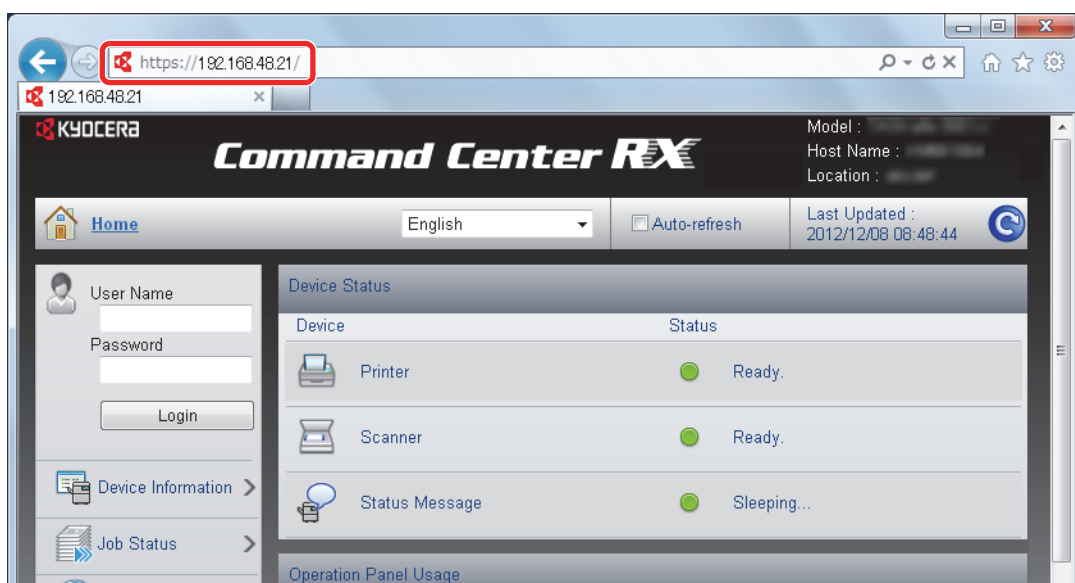 https://192.168.48.21/
192.168.48.21
KYOCERA
Command Center RX
Model :
Host Name :
Location :
Home
English
Auto-refresh
Last Updated :
2012/12/08 08:48:44
User Name
Password
Login
Device Information
Job Status
Device Status
Device Status
Printer Ready.
Scanner Ready.
Status Message Sleeping...
Operation Panel Usage